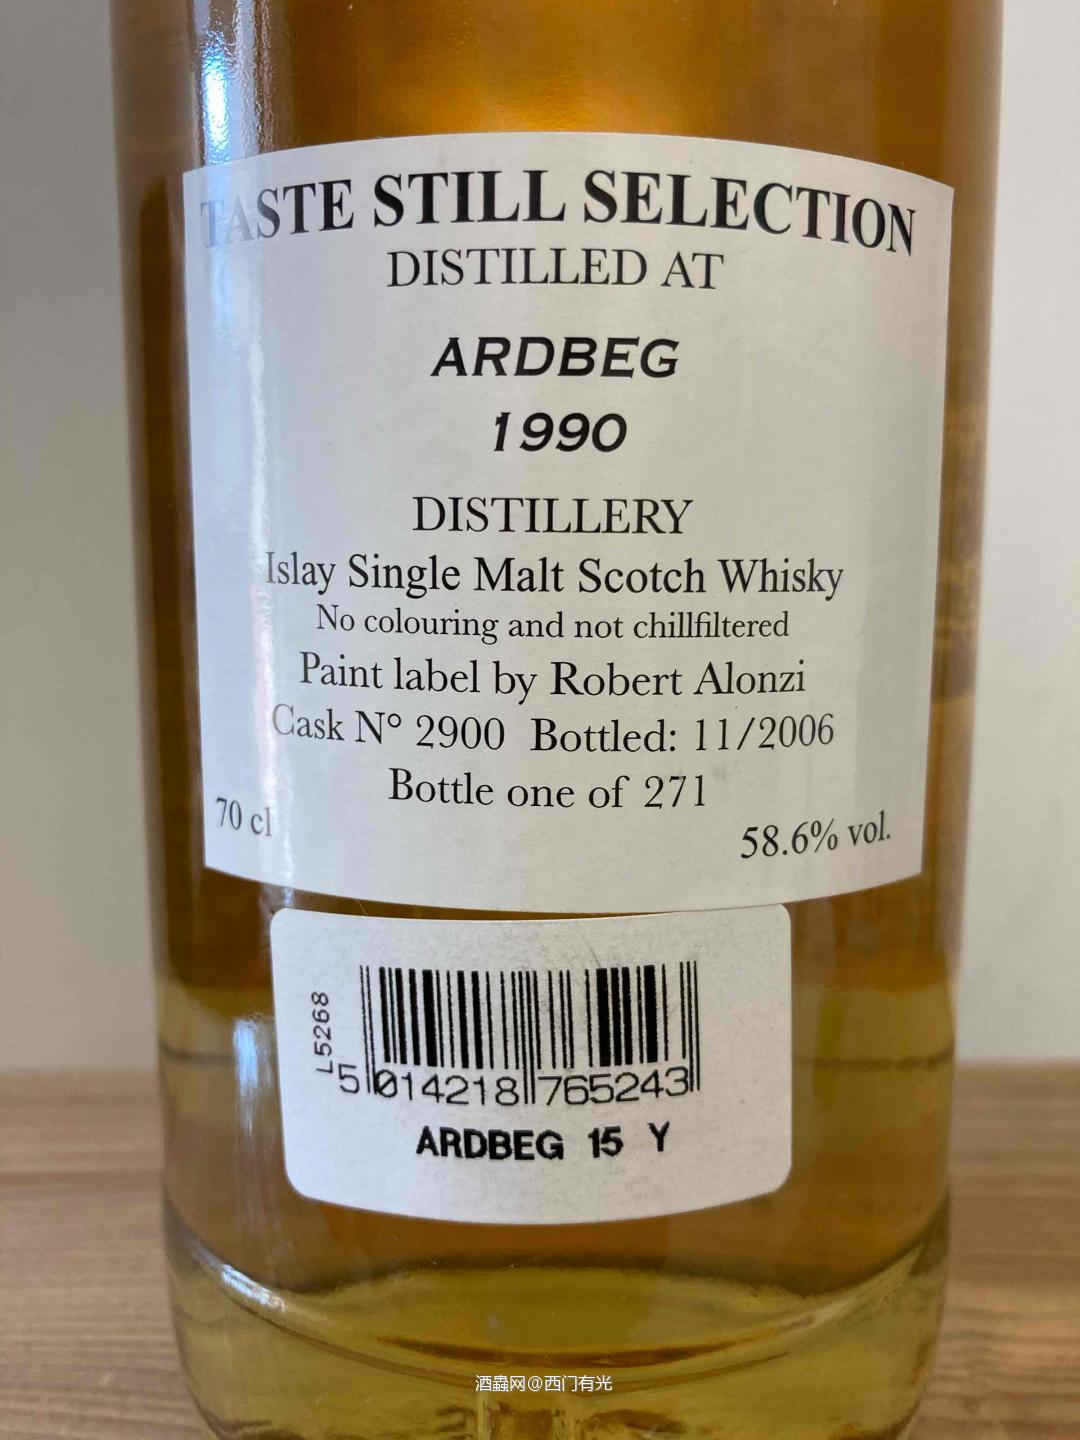 TASTE STILL SELECTION
DISTILLED AT
ARDBEG
1990
DISTILLERY
Islay Single Malt Scotch Whisky
No colouring and not chillfiltered
Paint label by Robert Alonzi
Cask N° 2900 Bottled: 11/2006
Bottle one of 271
70 cl
58.6% vol.
L5268
5 014218 765243
ARDBEG 15 Y
酒蟲网@西门有光